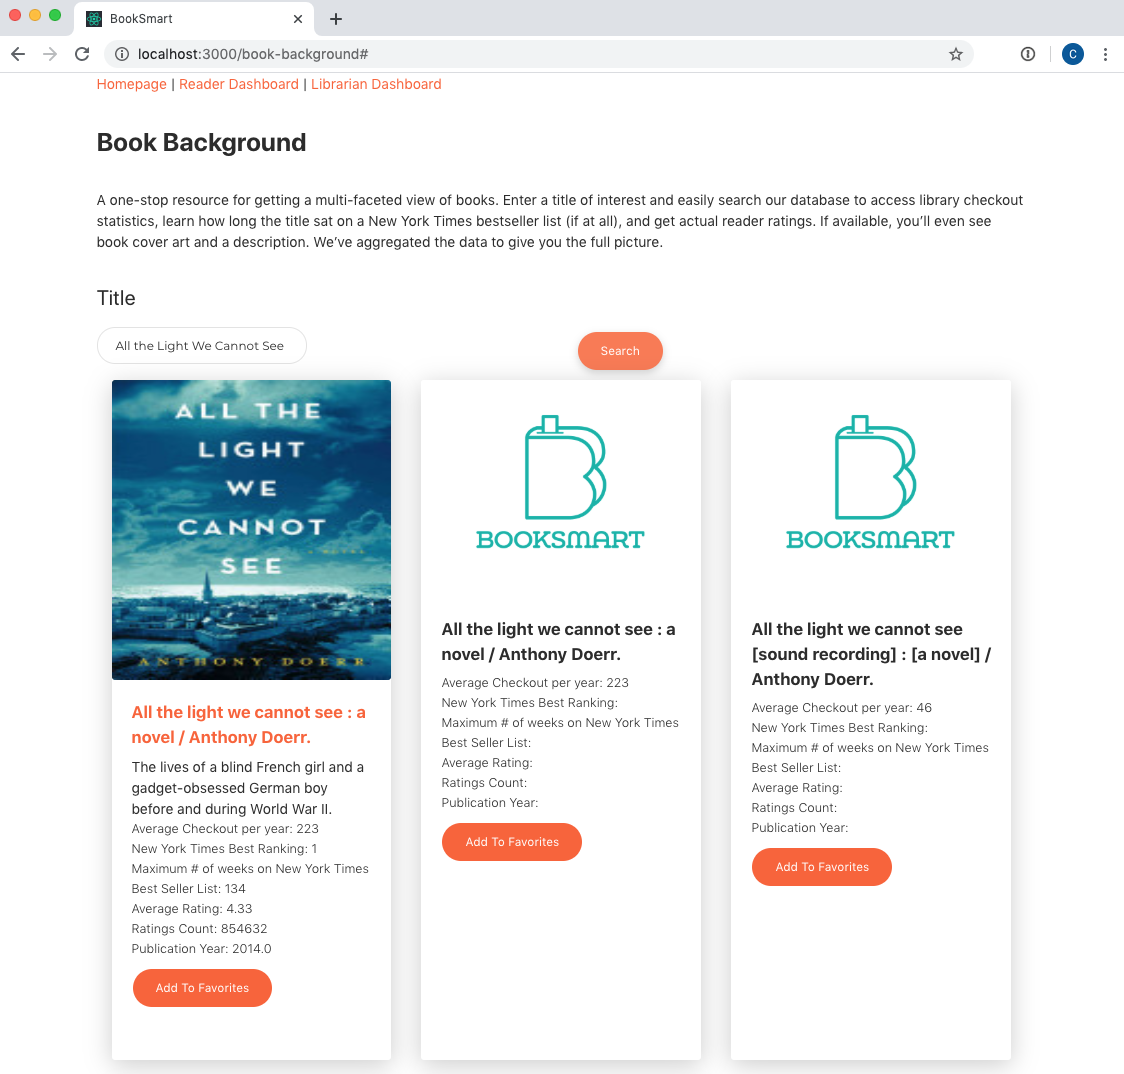 BookSmart
localhost:3000/book-background#
C
Homepage | Reader Dashboard | Librarian Dashboard
Book Background
A one-stop resource for getting a multi-faceted view of books. Enter a title of interest and easily search our database to access library checkout
statistics, learn how long the title sat on a New York Times bestseller list (if at all), and get actual reader ratings. If available, you’ll even see
book cover art and a description. We’ve aggregated the data to give you the full picture.
Title
All the Light We Cannot See
Search
ALL THE
LIGHT
WE
CANNOT
A NOVEL
SEE
ANTHONY DOERR
All the light we cannot see : a
novel / Anthony Doerr.
The lives of a blind French girl and a
gadget-obsessed German boy
before and during World War II.
Average Checkout per year: 223
New York Times Best Ranking: 1
Maximum # of weeks on New York Times
Best Seller List: 134
Average Rating: 4.33
Ratings Count: 854632
Publication Year: 2014.0
Add To Favorites
BOOKSMART
All the light we cannot see : a
novel / Anthony Doerr.
Average Checkout per year: 223
New York Times Best Ranking:
Maximum # of weeks on New York Times
Best Seller List:
Average Rating:
Ratings Count:
Publication Year:
Add To Favorites
BOOKSMART
All the light we cannot see
[sound recording] : [a novel] /
Anthony Doerr.
Average Checkout per year: 46
New York Times Best Ranking:
Maximum # of weeks on New York Times
Best Seller List:
Average Rating:
Ratings Count:
Publication Year:
Add To Favorites